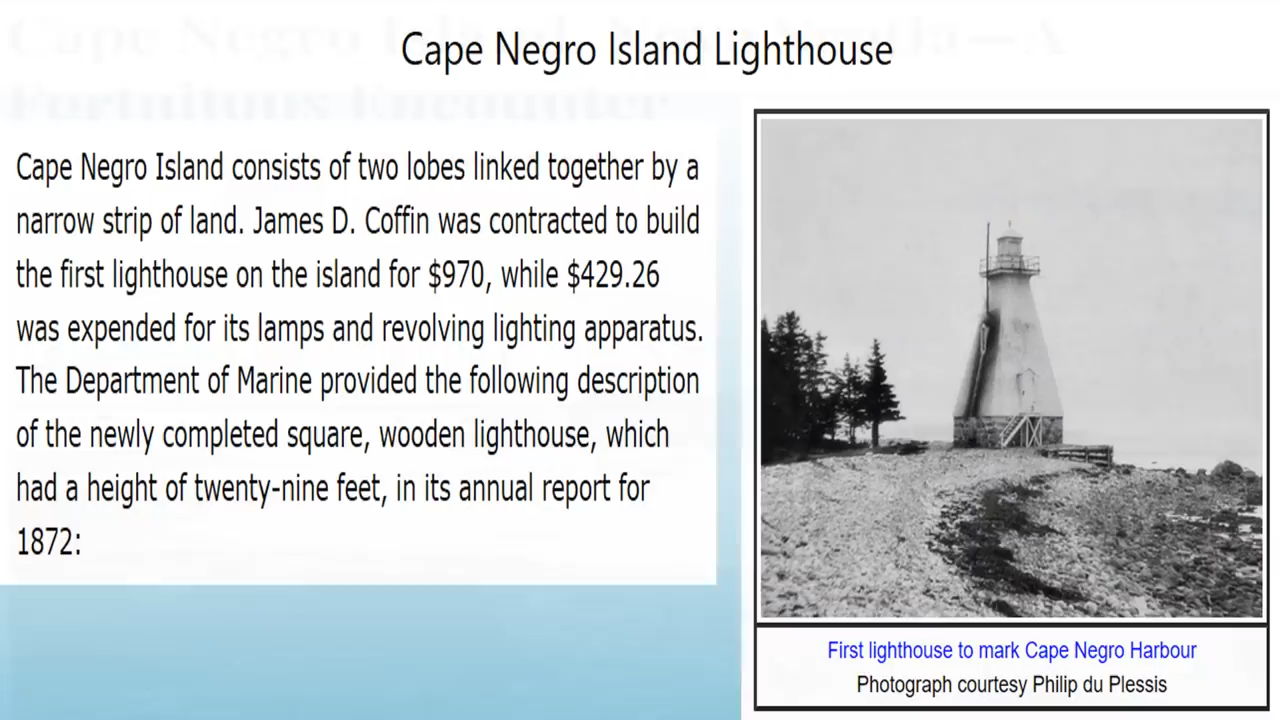 Cape Negro Island Lighthouse
Cape Negro Island consists of two lobes linked together by a
narrow strip of land. James D. Coffin was contracted to build
the first lighthouse on the island for $970, while $429.26
was expended for its lamps and revolving lighting apparatus.
The Department of Marine provided the following description
of the newly completed square, wooden lighthouse, which
had a height of twenty-nine feet, in its annual report for
1872:
First lighthouse to mark Cape Negro Harbour
Photograph courtesy Philip du Plessis